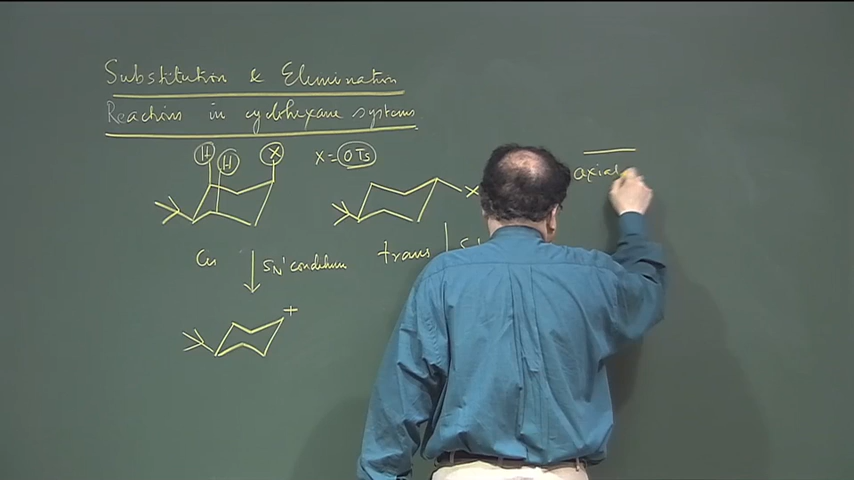 Substitution & Elimination
Reactions in cyclohexane systems
H H X X = OTs
X
axial
Cis SN1 condition trans S
+